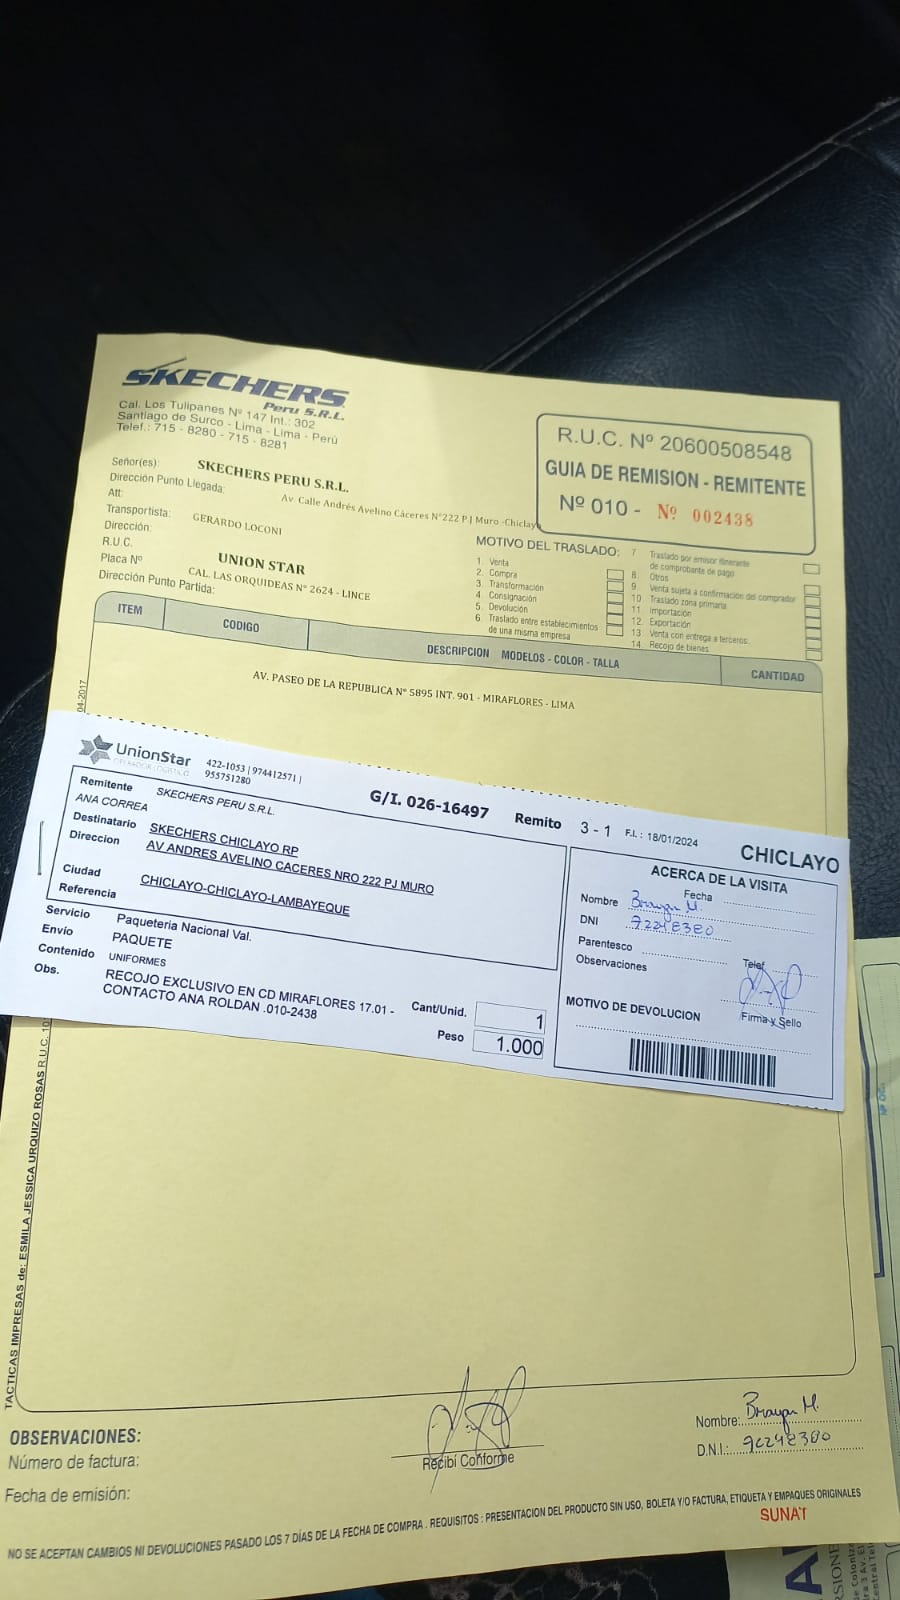 SKECHERS
Peru S.R.L.
Cal. Los Tulipanes Nº 147 Int.: 302
Santiago de Surco - Lima - Lima - Perú
Telef.: 715 - 8280 - 715 - 8281
R.U.C. Nº 20600508548
GUIA DE REMISION - REMITENTE
Nº 010 - Nº 002438
Señor(es): SKECHERS PERU S.R.L.
Dirección Punto Llegada: Av. Calle Andrés Avelino Cáceres N°222 P.J Muro -Chiclayo
Att:
Transportista: GERARDO LOCONI
Dirección:
R.U.C. UNION STAR
Placa Nº CAL. LAS ORQUIDEAS N° 2624 - LINCE
Dirección Punto Partida:
MOTIVO DEL TRASLADO:
1. Venta
2. Compra
3. Transformación
4. Consignación
5. Devolución
6. Traslado entre establecimientos
de una misma empresa
7 Traslado por emisor itinerante
de comprobante de pago
8. Otros
9. Venta sujeta a confirmación del comprador
10 Traslado zona primaria
11 Importación
12 Exportación
13 Venta con entrega a terceros.
14 Recojo de bienes
ITEM CODIGO DESCRIPCION MODELOS - COLOR - TALLA CANTIDAD
AV. PASEO DE LA REPUBLICA N° 5895 INT. 901 - MIRAFLORES - LIMA
04-2017
UnionStar
OPERADOR LOGISTICO
422-1053 | 974412571 |
955751280
G/I. 026-16497 Remito 3 - 1 F.I.: 18/01/2024 CHICLAYO
Remitente SKECHERS PERU S.R.L.
ANA CORREA
Destinatario SKECHERS CHICLAYO RP
Direccion AV ANDRES AVELINO CACERES NRO 222 PJ MURO
Ciudad CHICLAYO-CHICLAYO-LAMBAYEQUE
Referencia
Servicio Paqueteria Nacional Val.
Envío PAQUETE
Contenido UNIFORMES
Obs. RECOJO EXCLUSIVO EN CD MIRAFLORES 17.01 -
CONTACTO ANA ROLDAN .010-2438
Cant/Unid. 1
Peso 1.000
ACERCA DE LA VISITA
Fecha
Nombre Brayan M.
DNI 72248380
Parentesco
Observaciones Telef
Firma y Sello
MOTIVO DE DEVOLUCION
TACTICAS IMPRESAS de: ESMILA JESSICA URQUIZO ROSAS R.U.C. 10
OBSERVACIONES:
Número de factura:
Fecha de emisión:
Recibí Conforme
Nombre: Brayan M.
D.N.I.: 72248380
NO SE ACEPTAN CAMBIOS NI DEVOLUCIONES PASADO LOS 7 DÍAS DE LA FECHA DE COMPRA . REQUISITOS : PRESENTACION DEL PRODUCTO SIN USO, BOLETA Y/O FACTURA, ETIQUETA Y EMPAQUES ORIGINALES
SUNAT